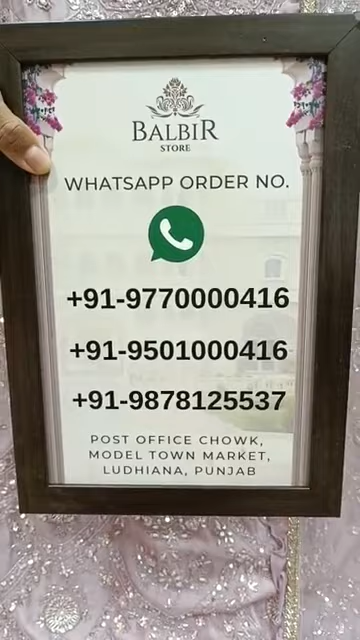 BALBIR
STORE
WHATSAPP ORDER NO.
+91-9770000416
+91-9501000416
+91-9878125537
POST OFFICE CHOWK,
MODEL TOWN MARKET,
LUDHIANA, PUNJAB